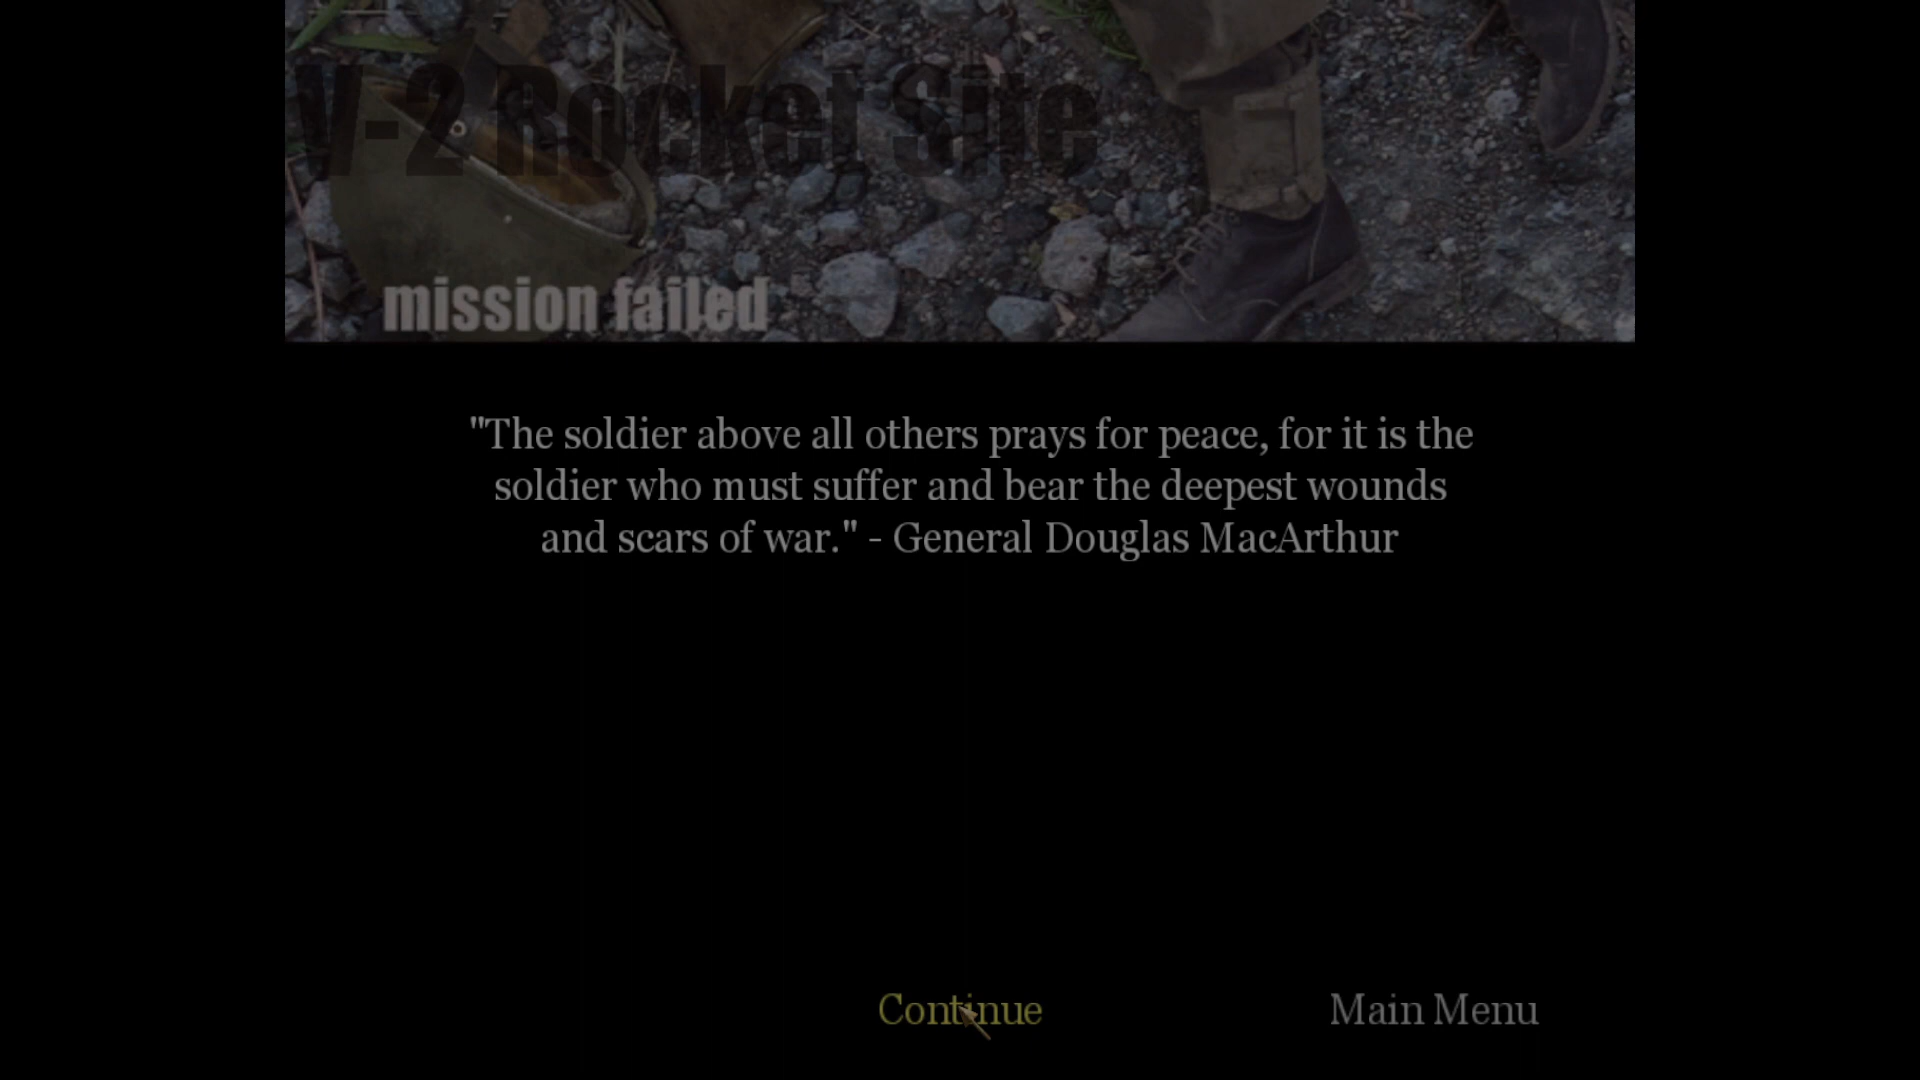 V-2 Rocket Site
mission failed
"The soldier above all others prays for peace, for it is the
soldier who must suffer and bear the deepest wounds
and scars of war." - General Douglas MacArthur
Continue
Main Menu